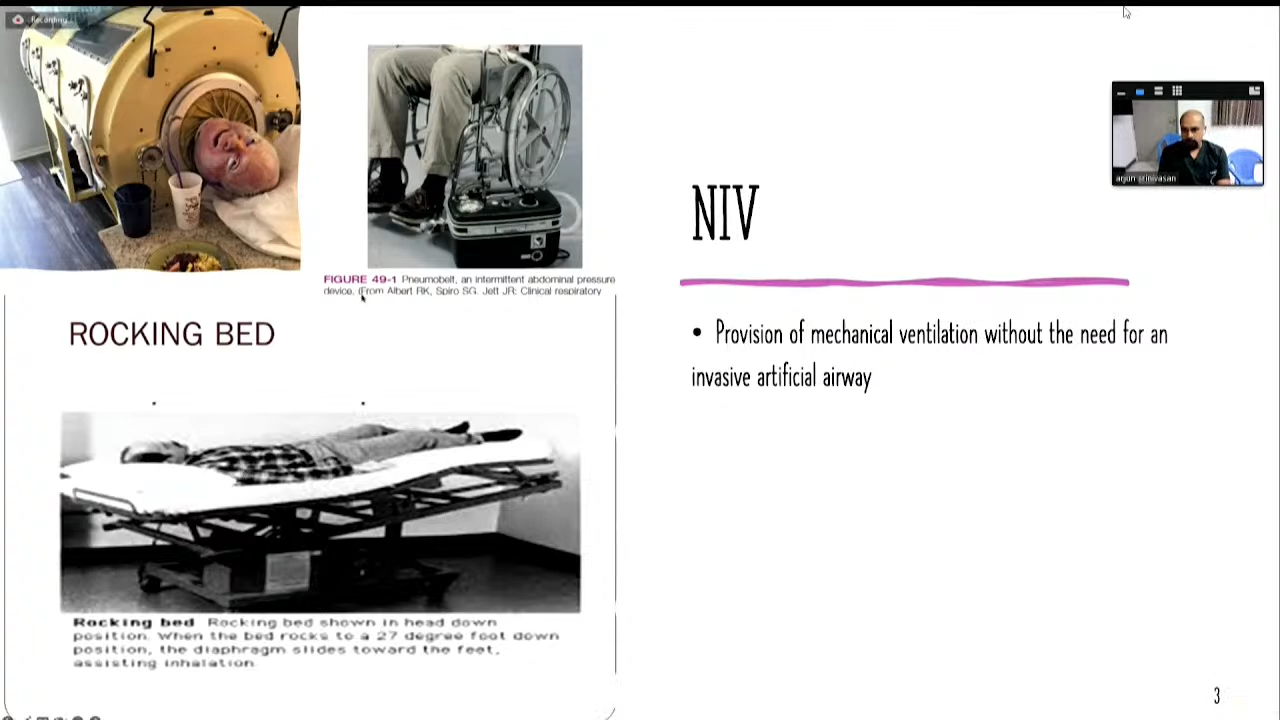 Recording...
FIGURE 49-1 Pneumobelt, an intermittent abdominal pressure
device. (From Albert RK, Spiro SG, Jett JR: Clinical respiratory
ROCKING BED
Rocking bed Rocking bed shown in head down
position. When the bed rocks to a 27 degree foot down
position, the diaphragm slides toward the feet,
assisting inhalation
NIV
• Provision of mechanical ventilation without the need for an
invasive artificial airway
arjun srinivasan
3